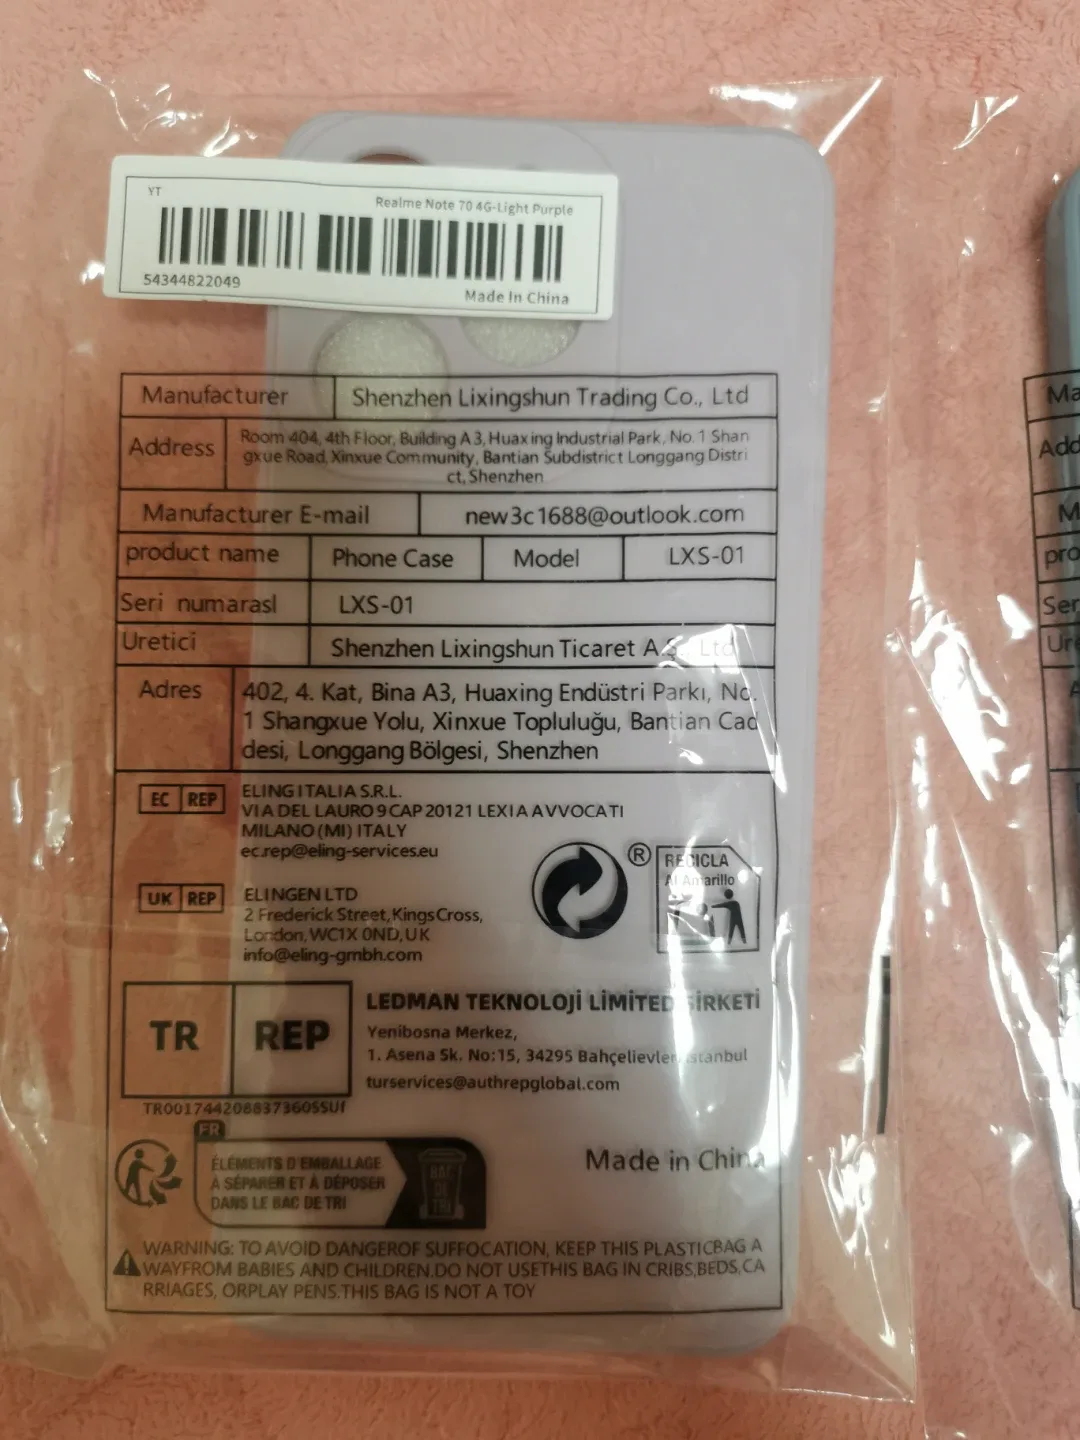 YT
Realme Note 70 4G-Light Purple
54344822049
Made In China
Manufacturer Shenzhen Lixingshun Trading Co., Ltd
Address Room 404, 4th Floor, Building A3, Huaxing Industrial Park, No.1 Shan
gxue Road, Xinxue Community, Bantian Subdistrict Longgang Distri
ct, Shenzhen
Manufacturer E-mail new3c1688@outlook.com
product name Phone Case Model LXS-01
Seri numarasl LXS-01
Uretici Shenzhen Lixingshun Ticaret A.Ş., Ltd
Adres 402, 4. Kat, Bina A3, Huaxing Endüstri Parkı, No.
1 Shangxue Yolu, Xinxue Topluluğu, Bantian Cad
desi, Longgang Bölgesi, Shenzhen
EC REP ELING ITALIA S.R.L.
VIA DEL LAURO 9 CAP 20121 LEXIA AVVOCATI
MILANO (MI) ITALY
ec.rep@eling-services.eu
UK REP ELINGEN LTD
2 Frederick Street, Kings Cross,
London, WC1X 0ND, UK
info@eling-gmbh.com
®
RECICLA
Al Amarillo
TR REP
LEDMAN TEKNOLOJİ LİMİTED ŞİRKETİ
Yenibosna Merkez,
1. Asena Sk. No:15, 34295 Bahçelievler, istanbul
turservices@authrepglobal.com
FR
ÉLÉMENTS D'EMBALLAGE
À SÉPARER ET À DÉPOSER
DANS LE BAC DE TRI
BAC
DE
TRI
Made in China
WARNING: TO AVOID DANGEROF SUFFOCATION, KEEP THIS PLASTICBAG A
WAYFROM BABIES AND CHILDREN.DO NOT USETHIS BAG IN CRIBS,BEDS,CA
RRIAGES, ORPLAY PENS.THIS BAG IS NOT A TOY